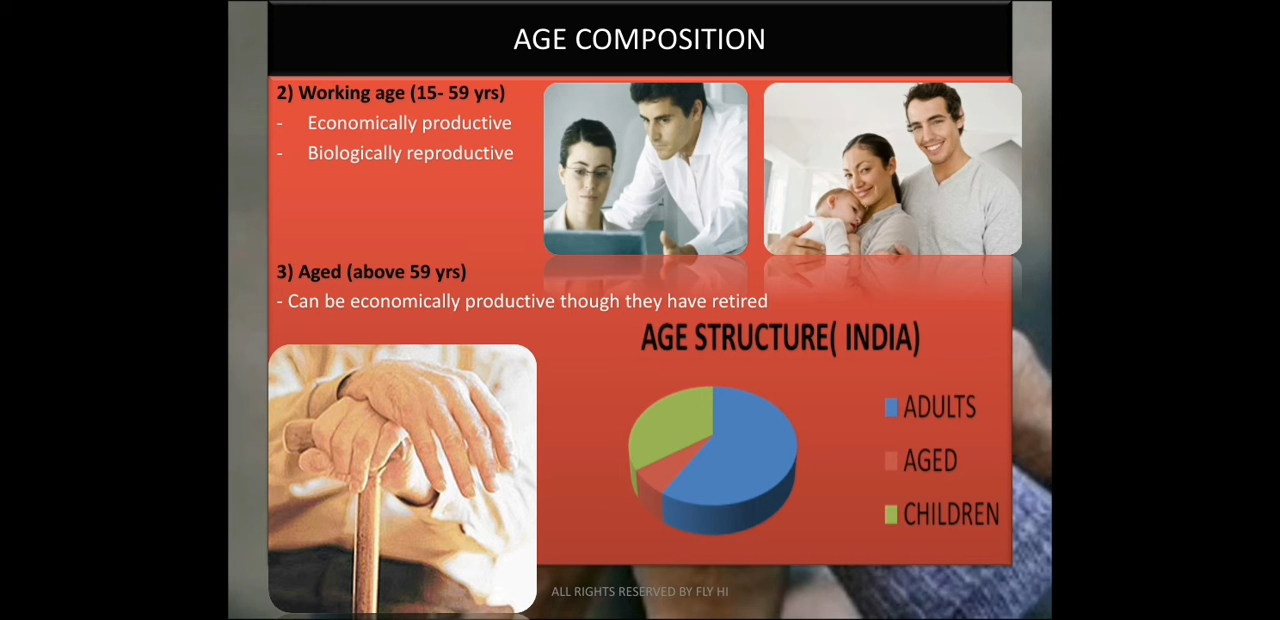 AGE COMPOSITION
2) Working age (15- 59 yrs)
- Economically productive
- Biologically reproductive
3) Aged (above 59 yrs)
- Can be economically productive though they have retired
AGE STRUCTURE( INDIA)
ADULTS
AGED
CHILDREN
ALL RIGHTS RESERVED BY FLY HI